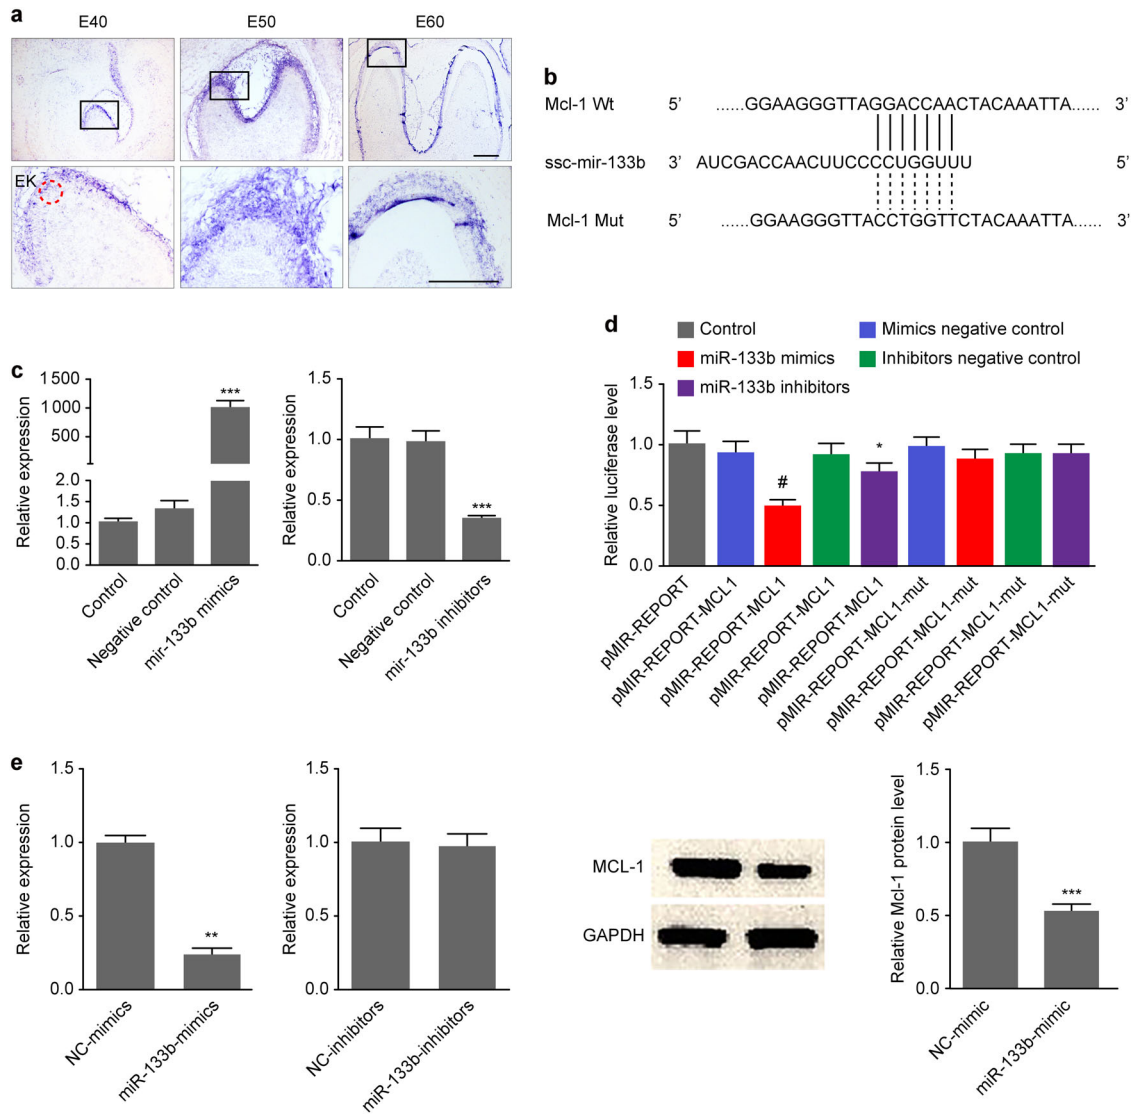 a
E40
E50
E60
EK
b
Mcl-1 Wt 5’ ......GGAAGGGTTAGGACCAACTACAAATTA...... 3’
ssc-mir-133b 3’ AUCGACCAACUUCCCCUGGUUU 5’
Mcl-1 Mut 5’ ......GGAAGGGTTACCTGGTTCTACAAATTA...... 3’
c
Relative expression
1500
1000
500
2.0
1.5
1.0
0.5
0.0
***
Control
Negative control
mir-133b mimics
Relative expression
1.5
1.0
0.5
0.0
***
Control
Negative control
mir-133b inhibitors
d
Control
Mimics negative control
miR-133b mimics
Inhibitors negative control
miR-133b inhibitors
Relative luciferase level
1.5
1.0
0.5
0.0
#
*
pMIR-REPORT
pMIR-REPORT-MCL1
pMIR-REPORT-MCL1
pMIR-REPORT-MCL1
pMIR-REPORT-MCL1
pMIR-REPORT-MCL1-mut
pMIR-REPORT-MCL1-mut
pMIR-REPORT-MCL1-mut
pMIR-REPORT-MCL1-mut
e
Relative expression
1.5
1.0
0.5
0.0
**
NC-mimics
miR-133b-mimics
Relative expression
1.5
1.0
0.5
0.0
NC-inhibitors
miR-133b-inhibitors
MCL-1
GAPDH
Relative Mcl-1 protein level
1.5
1.0
0.5
0.0
***
NC-mimic
miR-133b-mimic